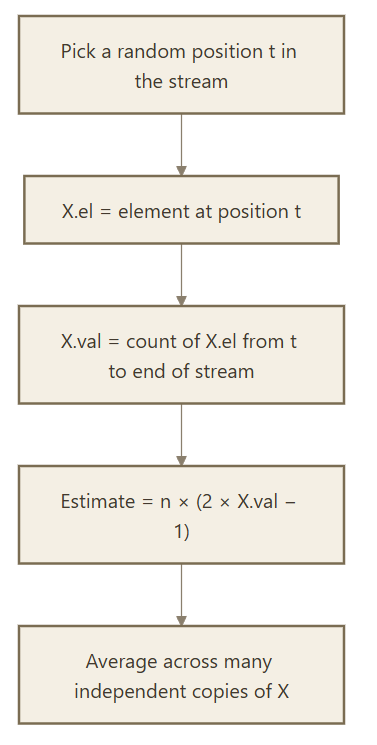 Pick a random position t in
the stream
X.el = element at position t
X.val = count of X.el from t
to end of stream
Estimate = n × (2 × X.val −
1)
Average across many
independent copies of X